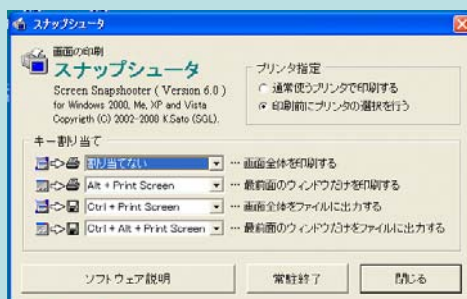 スナップシュータ
画面の印刷
スナップシュータ
Screen Snapshooter ( Version 6.0 )
for Windows 2000, Me, XP and Vista
Copyrieth (C) 2002-2008 K.Sato (SGL).
プリンタ指定
通常使うプリンタで印刷する
印刷前にプリンタの選択を行う
キー割り当て
割り当てない … 画面全体を印刷する
Alt + Print Screen … 最前面のウィンドウだけを印刷する
Ctrl + Print Screen … 画面全体をファイルに出力する
Ctrl + Alt + Print Screen … 最前面のウィンドウだけをファイルに出力する
ソフトウェア説明 常駐終了 閉じる